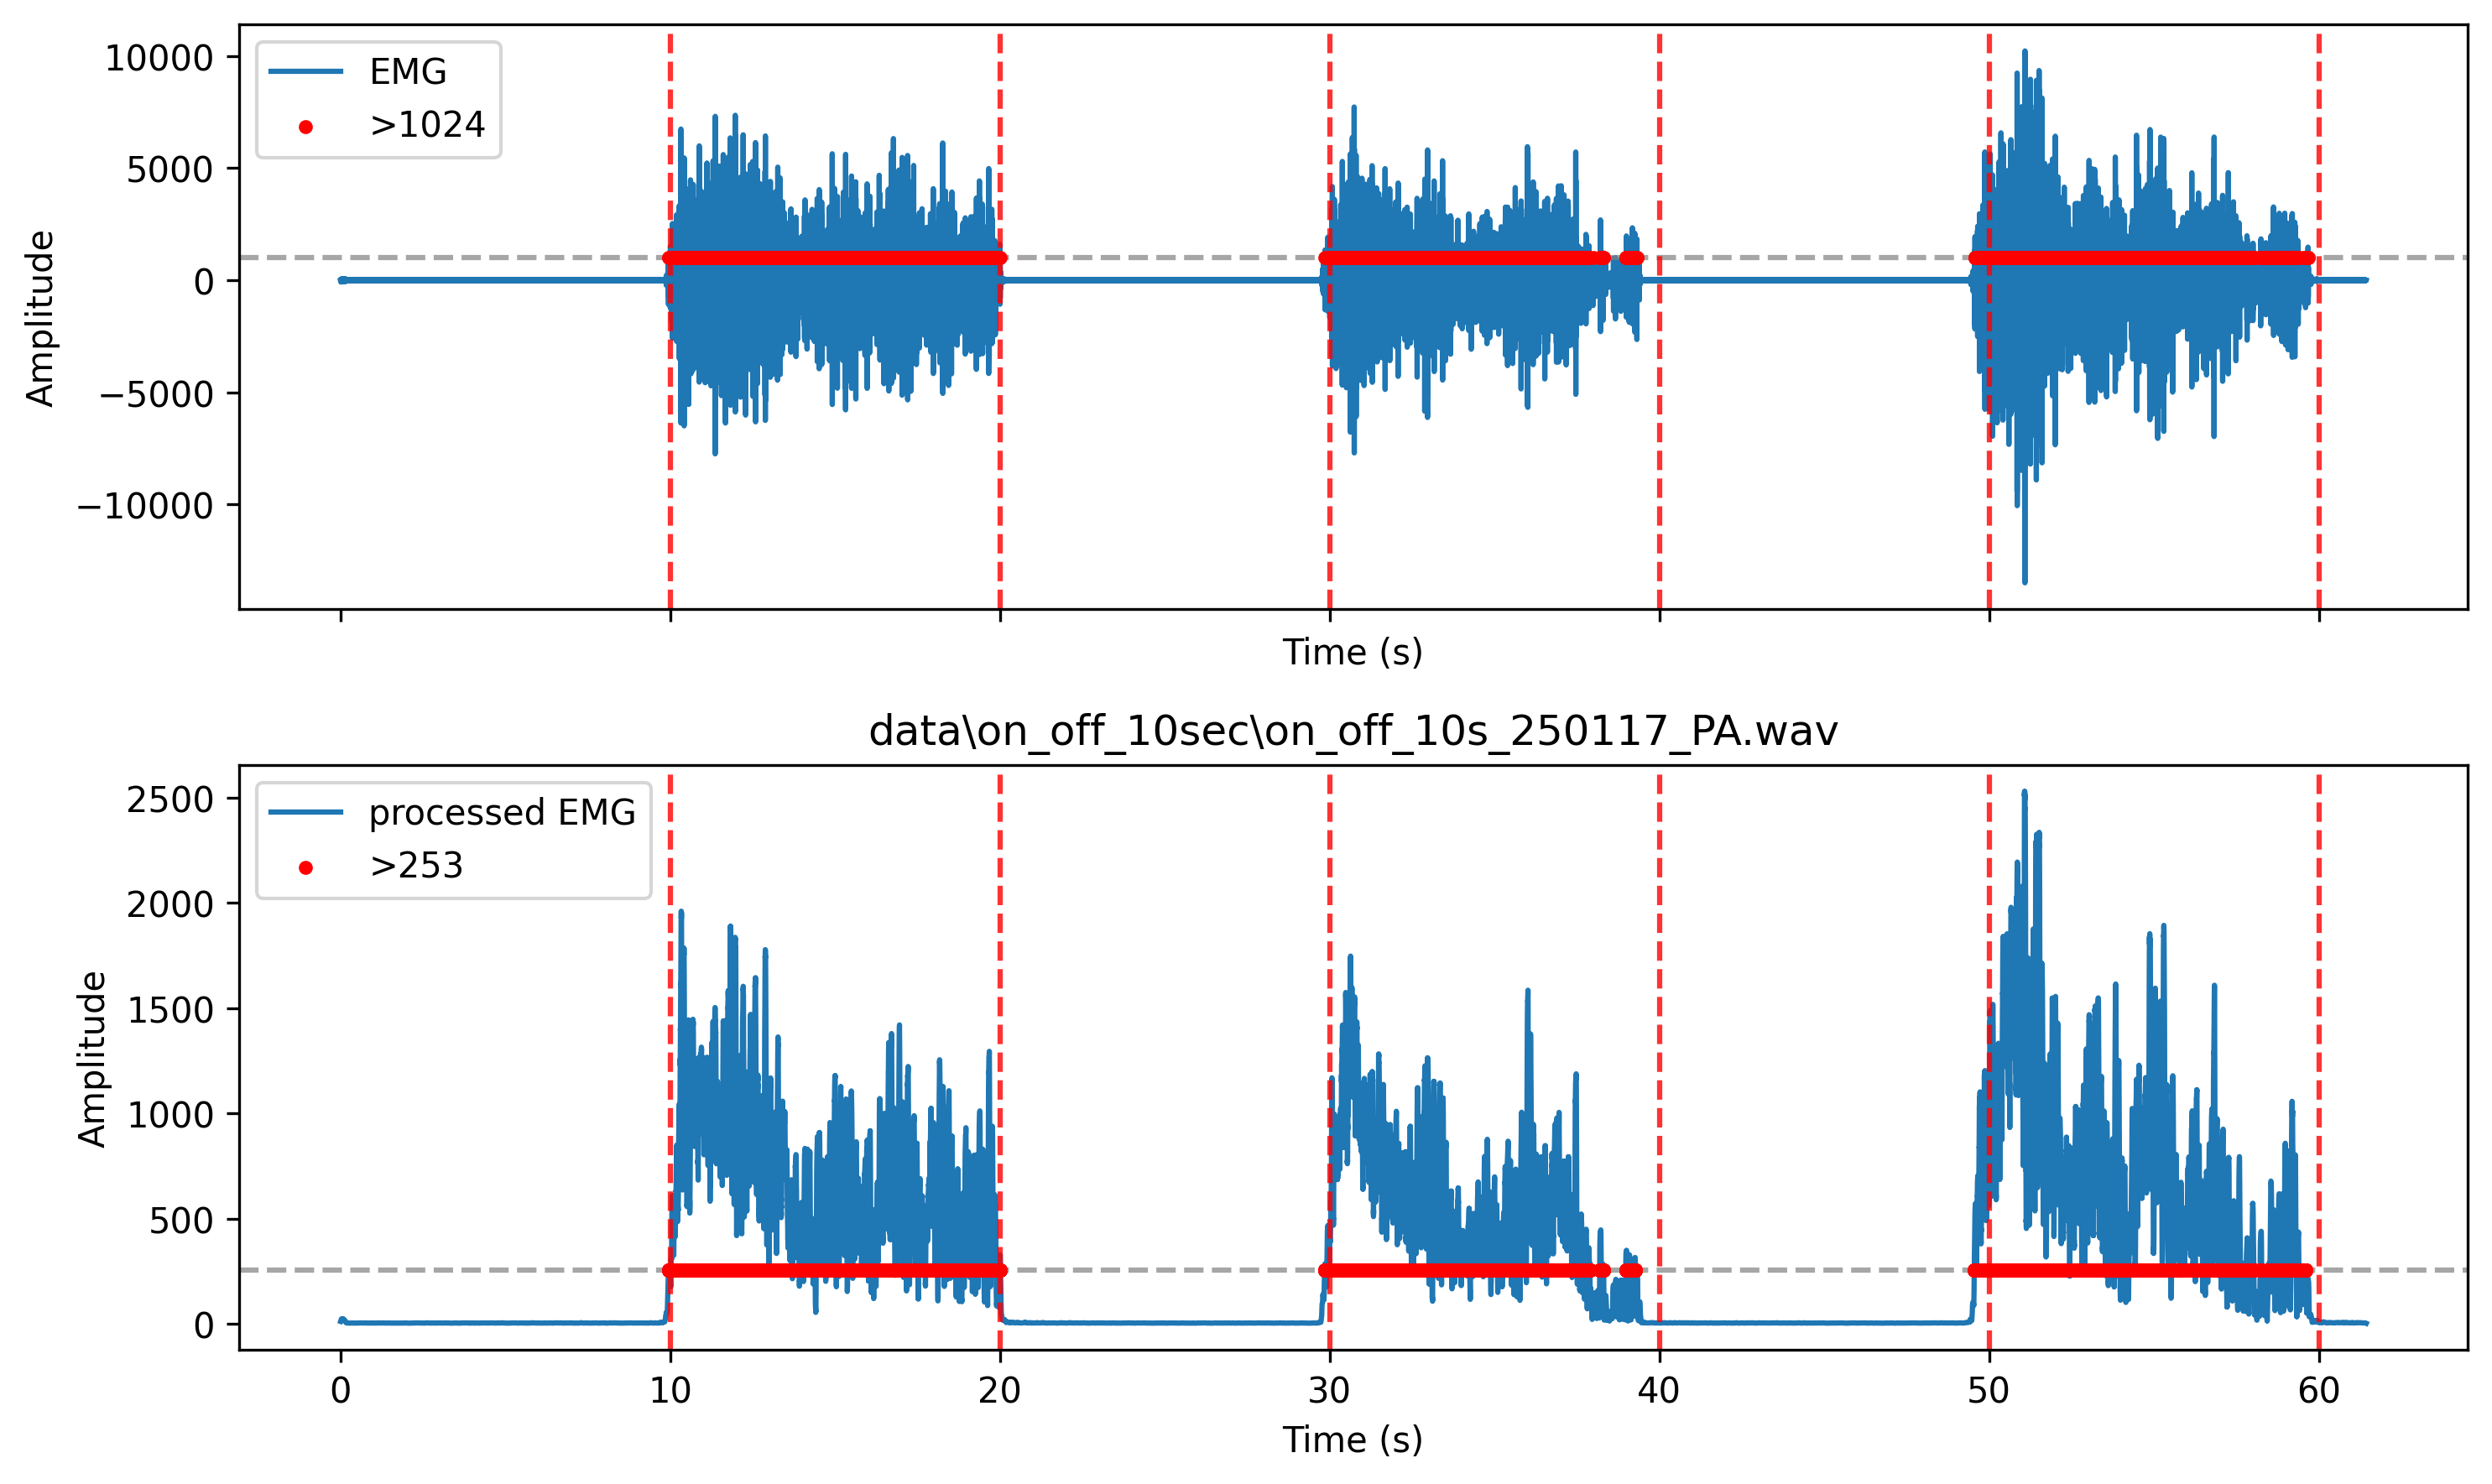 EMG
>1024
10000
5000
0
−5000
−10000
Amplitude
Time (s)
data\on_off_10sec\on_off_10s_250117_PA.wav
processed EMG
>253
2500
2000
1500
1000
500
0
Amplitude
0 10 20 30 40 50 60
Time (s)